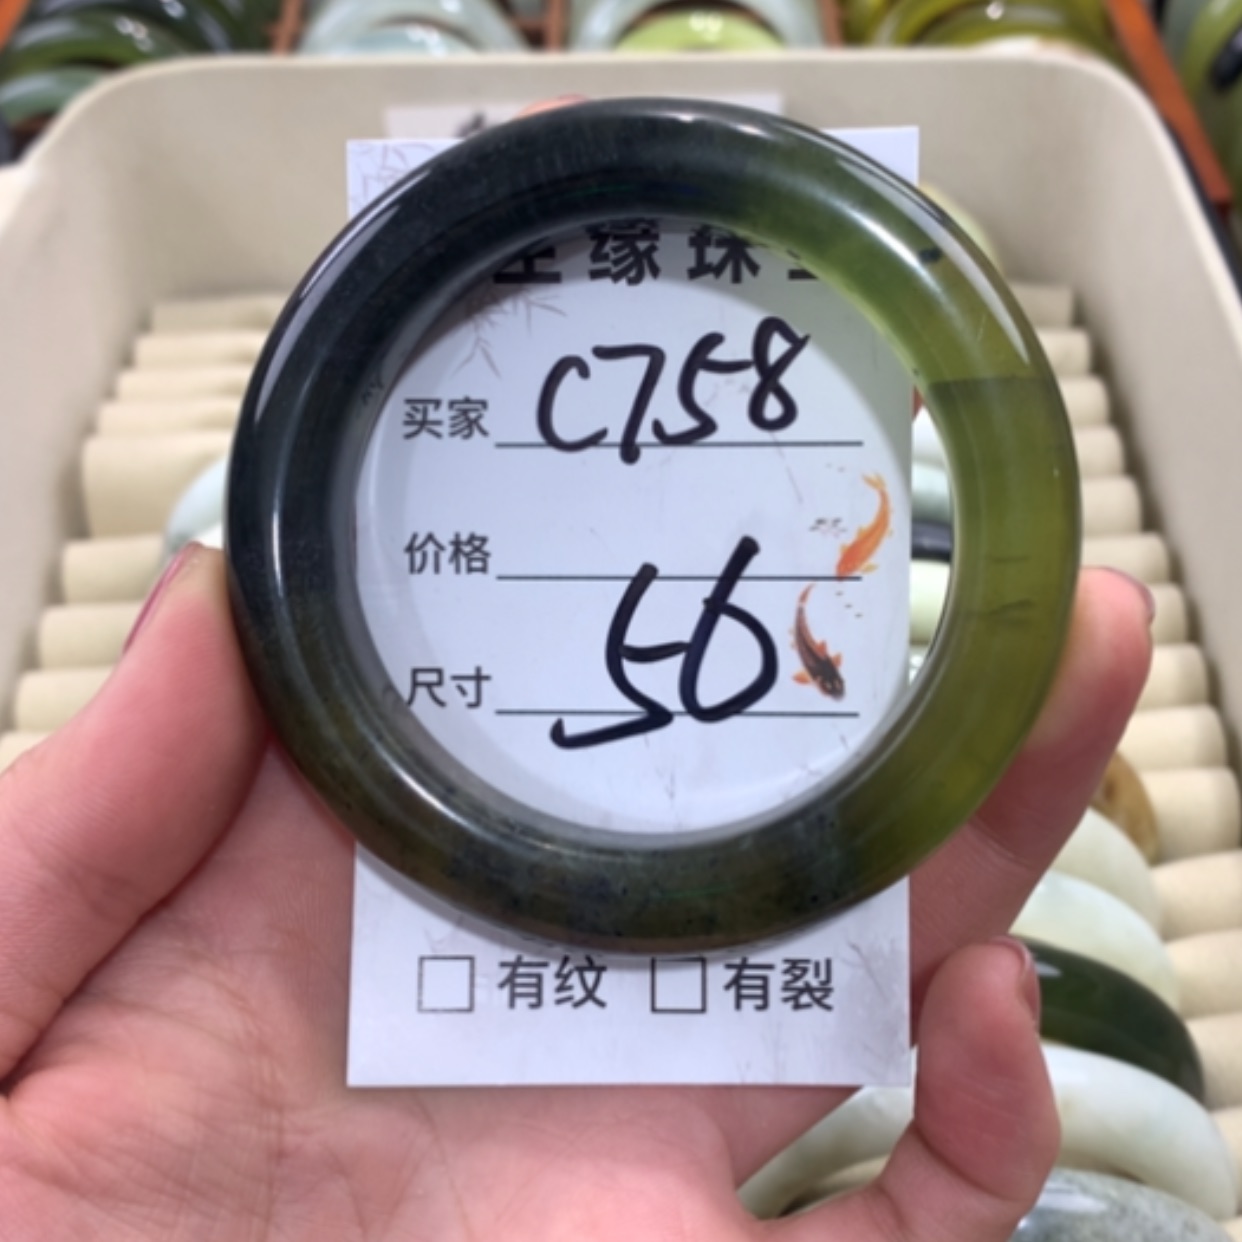 缘珠
买家 C758
价格
尺寸 56
有纹 有裂